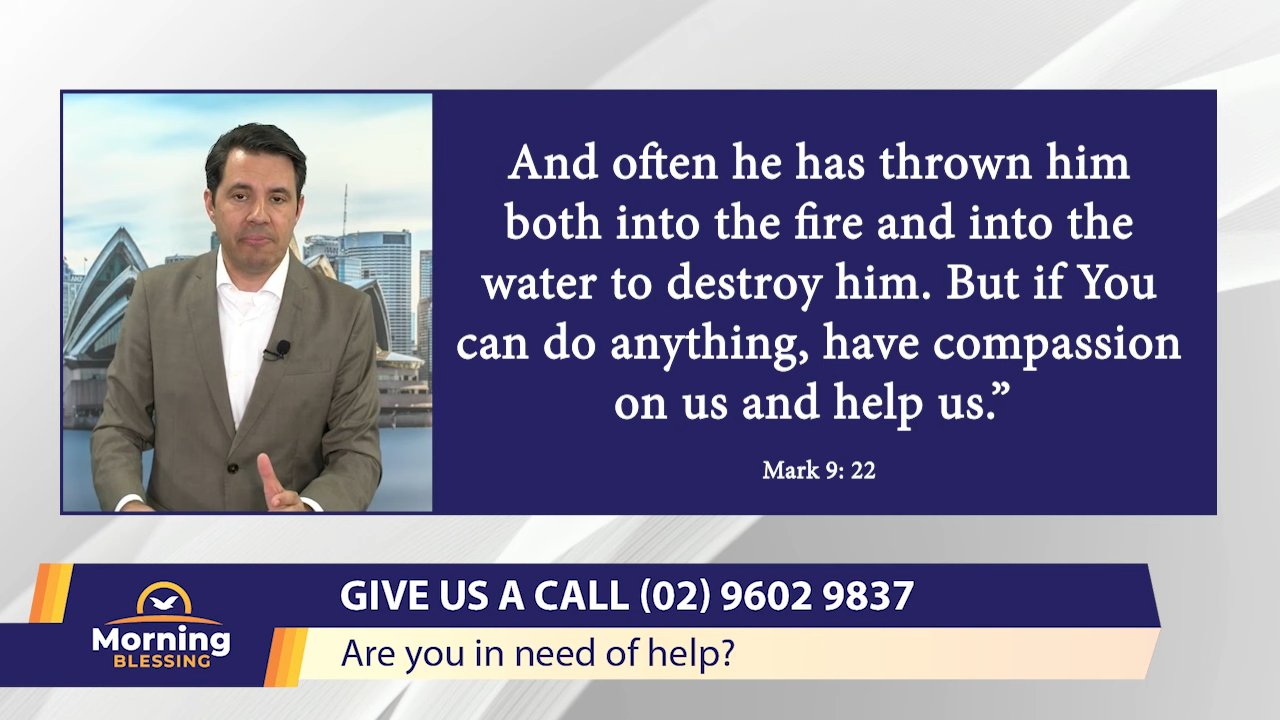 And often he has thrown him
both into the fire and into the
water to destroy him. But if You
can do anything, have compassion
on us and help us.”
Mark 9: 22
GIVE US A CALL (02) 9602 9837
Are you in need of help?
Morning
BLESSING